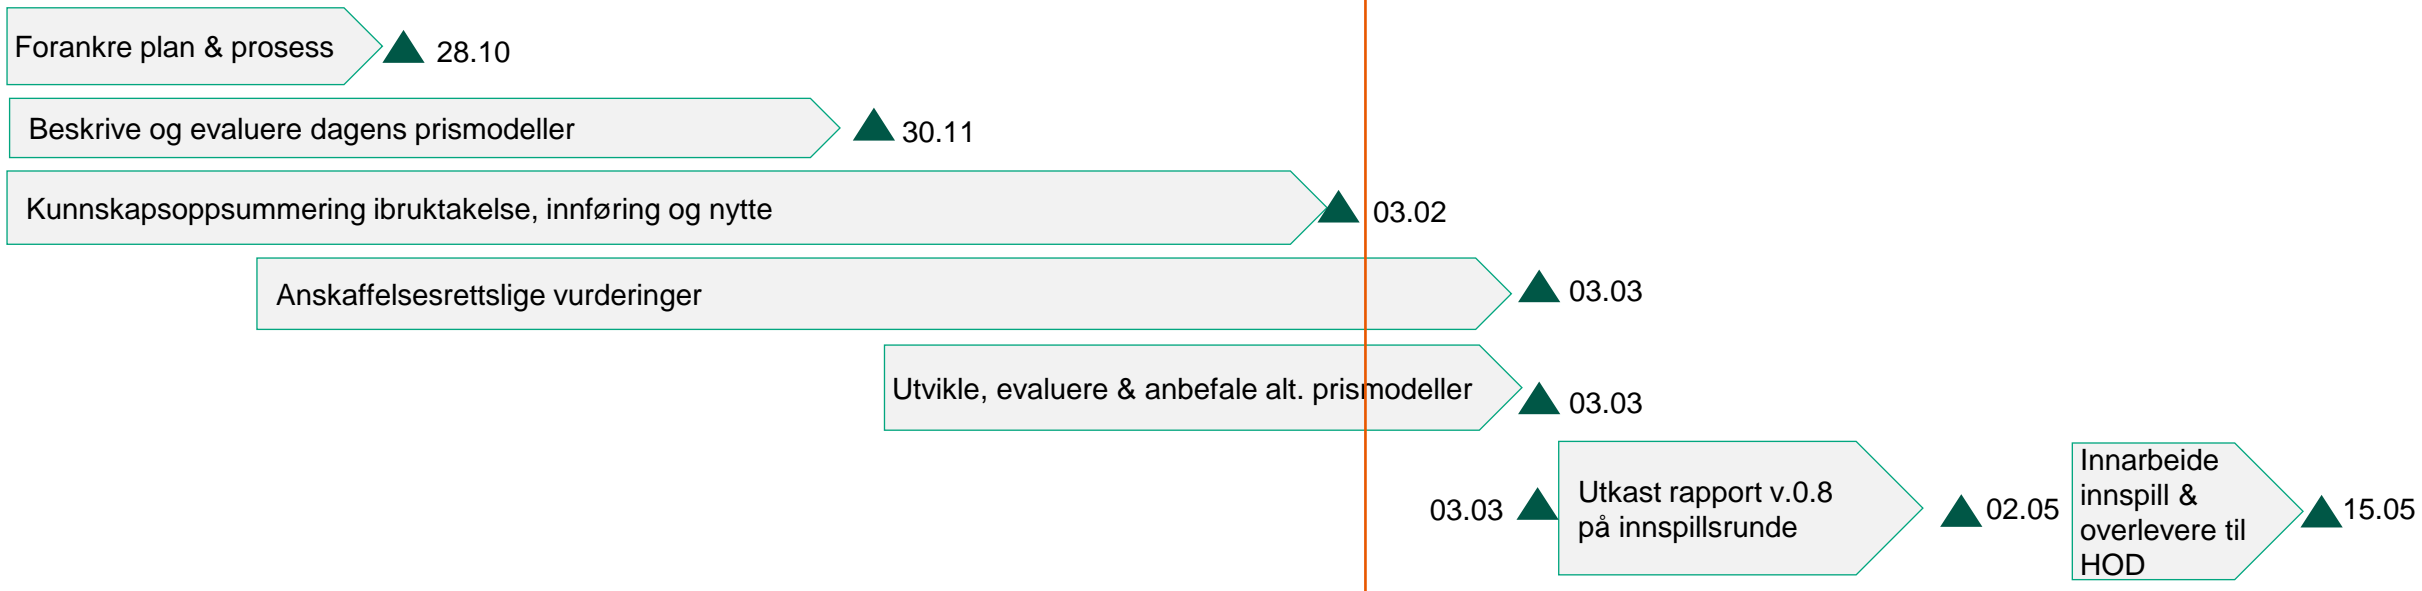 Forankre plan & prosess
28.10
Beskrive og evaluere dagens prismodeller
30.11
Kunnskapsoppsummering ibruktakelse, innføring og nytte
03.02
Anskaffelsesrettslige vurderinger
03.03
Utvikle, evaluere & anbefale alt. prismodeller
03.03
03.03
Utkast rapport v.0.8
på innspillsrunde
02.05
Innarbeide
innspill &
overlevere til
HOD
15.05